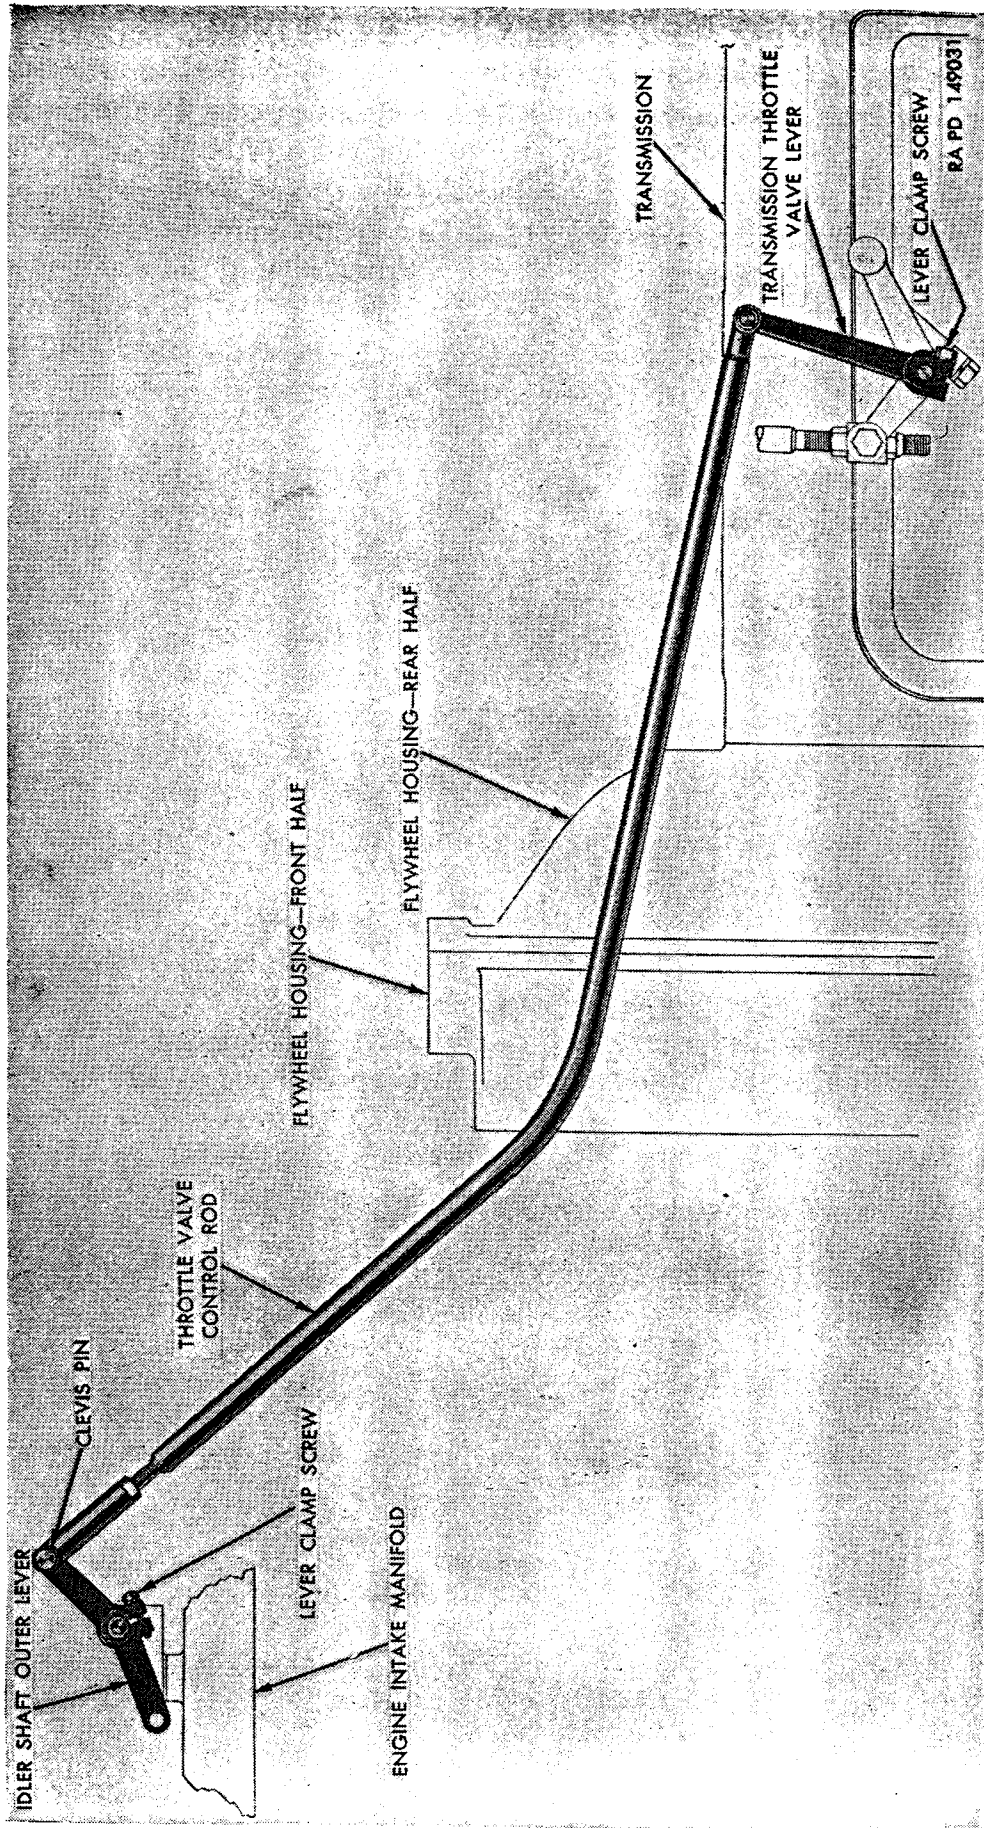 IDLER SHAFT OUTER LEVER
CLEVIS PIN
THROTTLE VALVE
CONTROL ROD
LEVER CLAMP SCREW
ENGINE INTAKE MANIFOLD
FLYWHEEL HOUSING—FRONT HALF
FLYWHEEL HOUSING—REAR HALF
TRANSMISSION
TRANSMISSION THROTTLE
VALVE LEVER
LEVER CLAMP SCREW
RA PD 149031